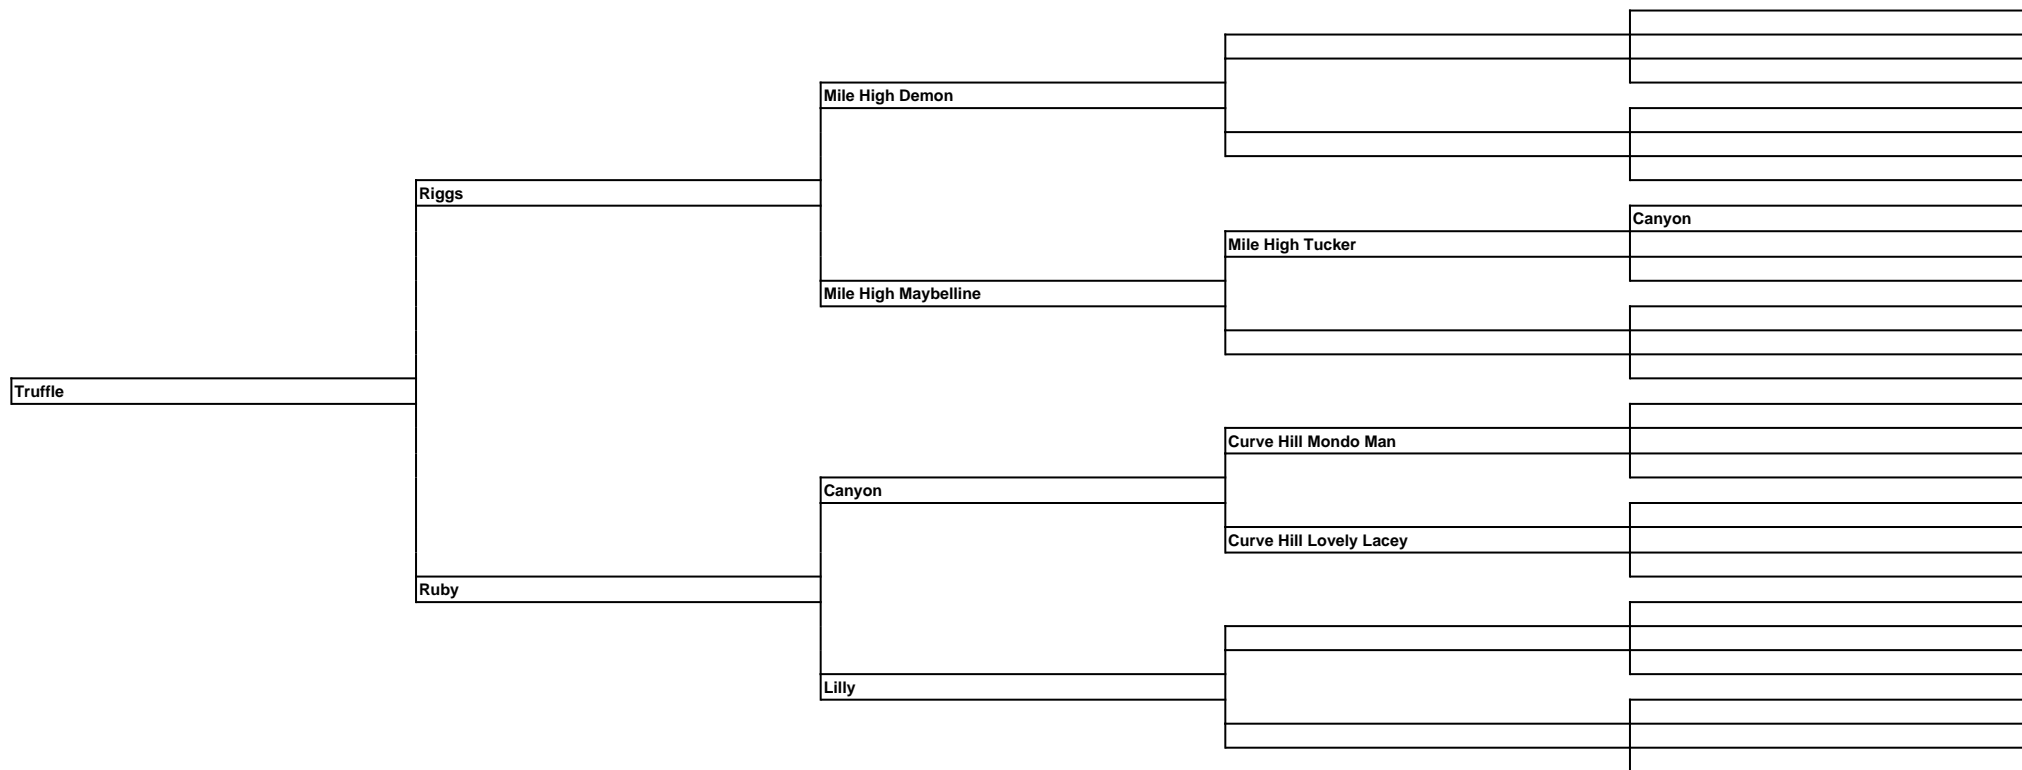 Mile High Demon
Riggs
Canyon
Mile High Tucker
Mile High Maybelline
Truffle
Curve Hill Mondo Man
Canyon
Curve Hill Lovely Lacey
Ruby
Lilly